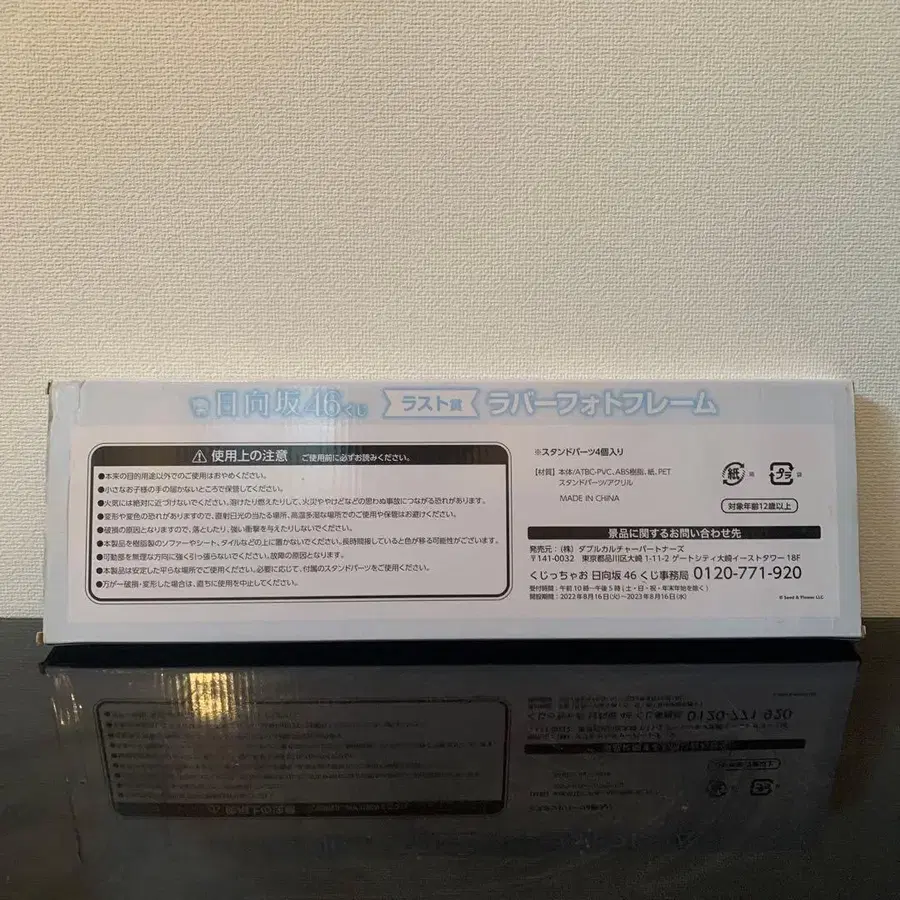 日向坂46くじ ラスト賞 ラバーフォトフレーム
使用上の注意 ご使用前に必ずお読みください。
●本来の目的用途以外でのご使用はおやめください。
●小さなお子様の手の届かないところで保管してください。
●火気には絶対に近づけないでください。溶けたり燃えたりして、火災ややけどなどの思わぬ事故につながる恐れがあります。
●変形や変色の恐れがありますので、直射日光の当たる場所、高温多湿な場所でのご使用や保管はお避けください。
●破損の原因となりますので、落としたり、強い衝撃を与えたりしないでください。
●本製品を樹脂製のソファーやシート、タイルなどの上に置かないでください。長時間接していると色が移る可能性がございます。
●可動部を無理な方向に強く引っ張らないでください。故障の原因となります。
●本製品は安定した平らな場所でご使用ください。必要に応じて、付属のスタンドパーツをご使用ください。
●万が一破損・変形した場合は、直ちに使用を中止してください。
※スタンドパーツ4個入り
【材質】本体/ATBC-PVC、ABS樹脂、紙、PET
スタンドパーツ/アクリル
MADE IN CHINA
紙 箱
プラ 袋
対象年齢12歳以上
景品に関するお問い合わせ先
発売元：(株) ダブルカルチャーパートナーズ
〒141-0032 東京都品川区大崎 1-11-2 ゲートシティ大崎イーストタワー 18F
くじっちゃお 日向坂 46 くじ事務局 0120-771-920
受付時間：午前 10 時～午後 5 時 (土・日・祝・年末年始を除く)
開設期間：2022年8月16日(火)～2023年8月16日(水)
© Seed & Flower LLC